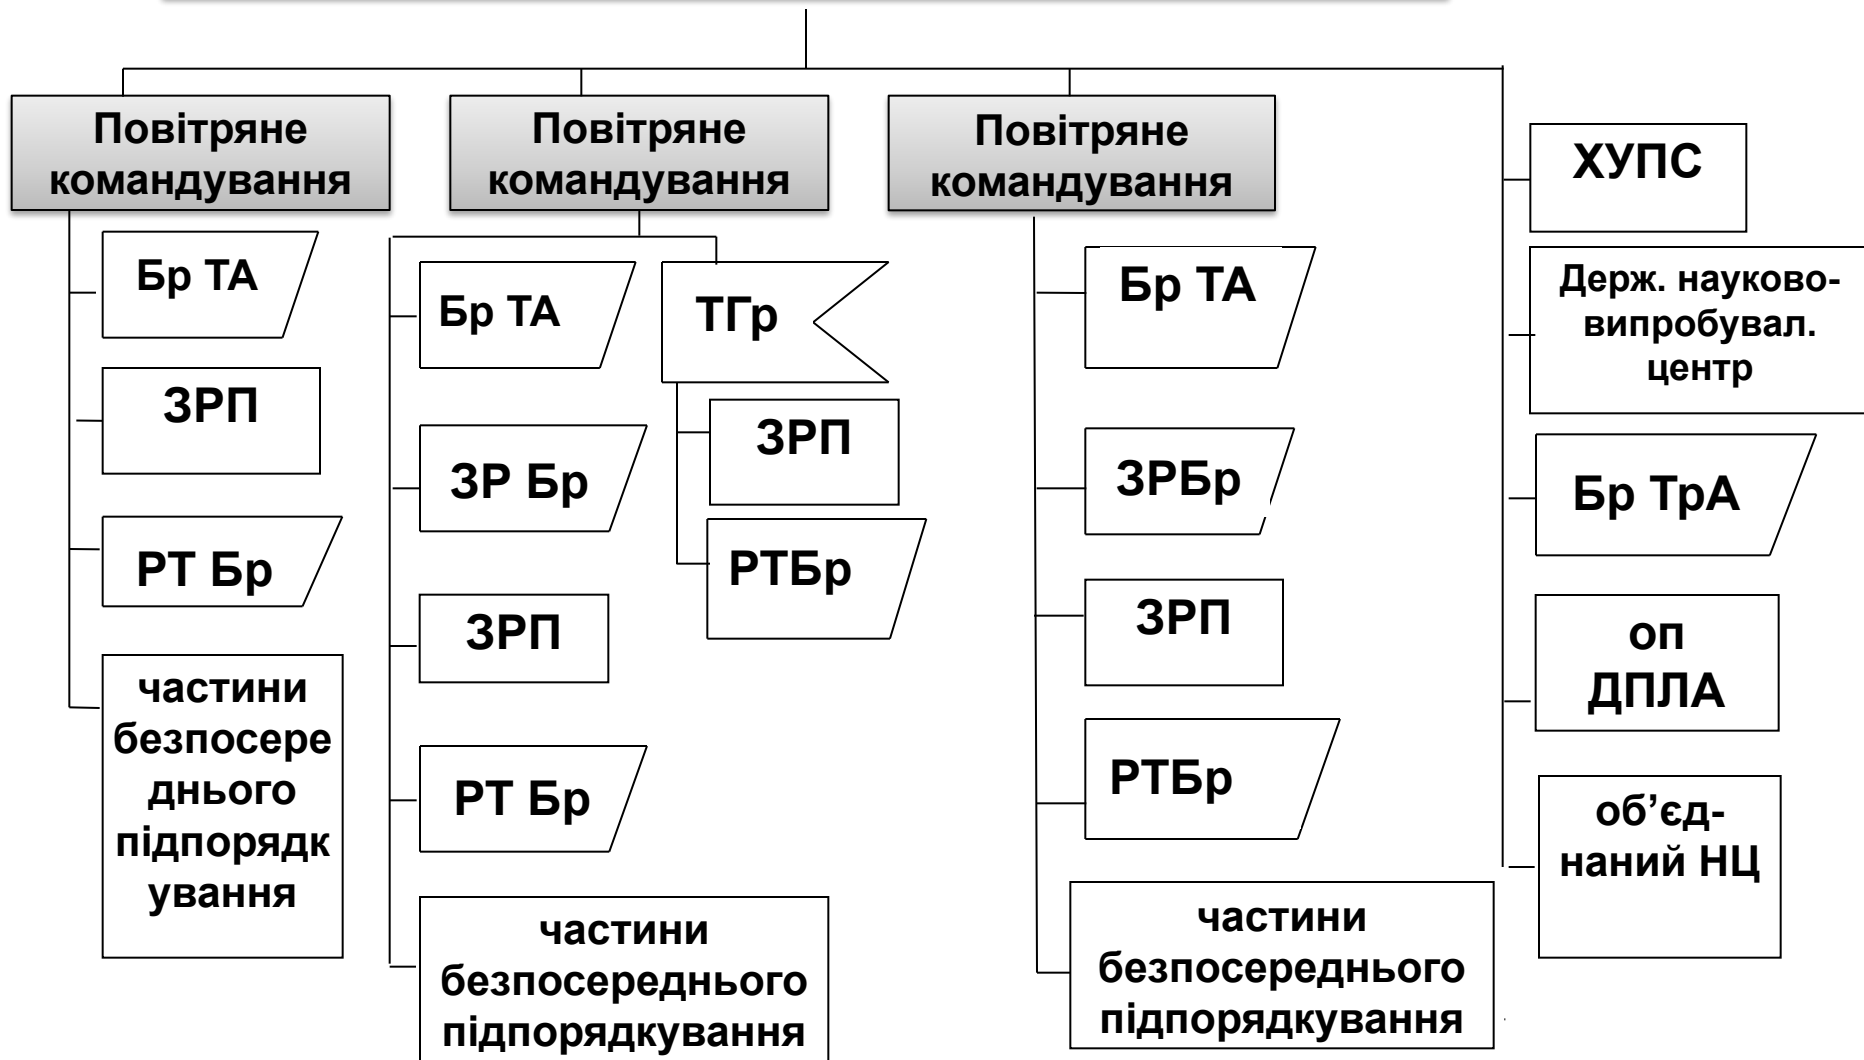 Повітряне
командування
Бр ТА
ЗРП
РТ Бр
частини
безпосере
днього
підпорядк
ування
Повітряне
командування
Бр ТА
ЗР Бр
ЗРП
РТ Бр
частини
безпосереднього
підпорядкування
ТГр
ЗРП
РТБр
Повітряне
командування
Бр ТА
ЗРБр
ЗРП
РТБр
частини
безпосереднього
підпорядкування
ХУПС
Держ. науково-
випробувал.
центр
Бр ТрА
оп
ДПЛА
об’єд-
наний НЦ